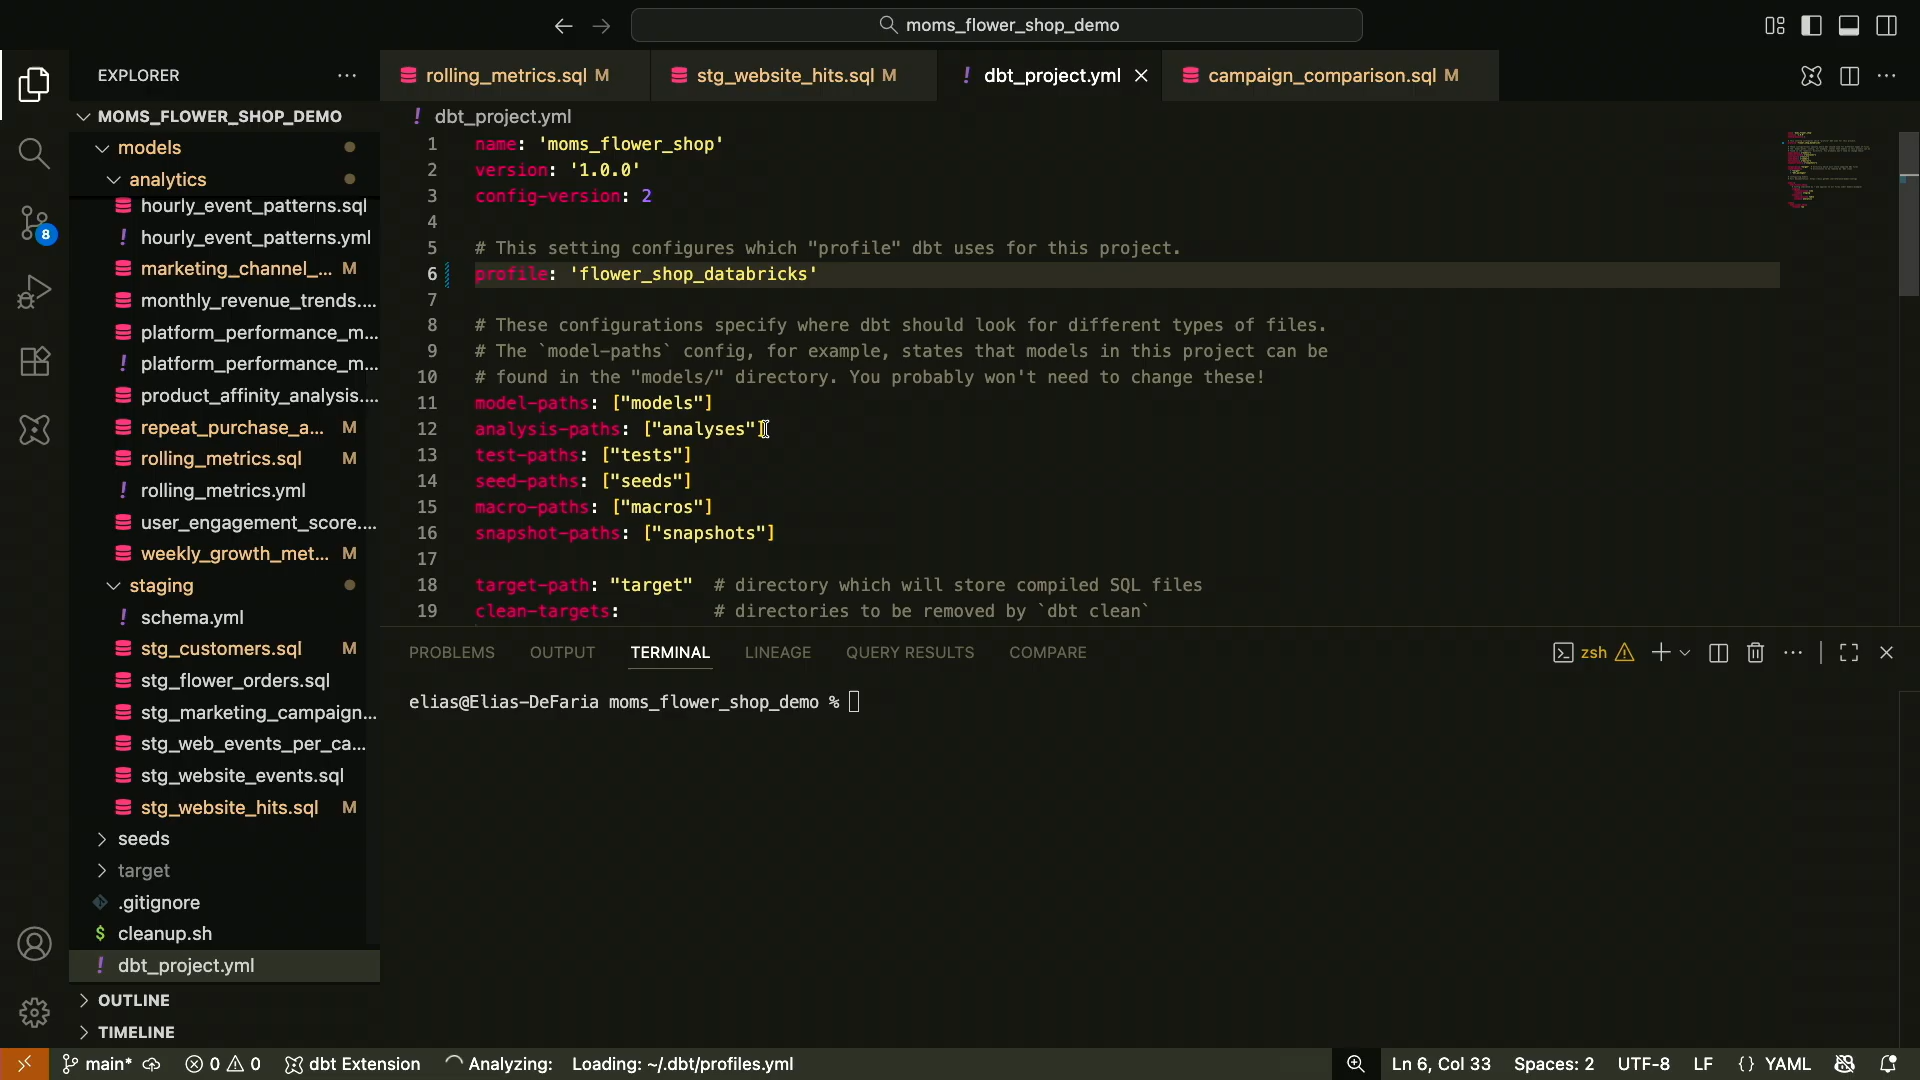 moms_flower_shop_demo
EXPLORER
rolling_metrics.sql M
stg_website_hits.sql M
! dbt_project.yml
campaign_comparison.sql M
MOMS_FLOWER_SHOP_DEMO
models
analytics
hourly_event_patterns.sql
! hourly_event_patterns.yml
marketing_channel_... M
monthly_revenue_trends....
platform_performance_m...
! platform_performance_m...
product_affinity_analysis....
repeat_purchase_a... M
rolling_metrics.sql M
! rolling_metrics.yml
user_engagement_score....
weekly_growth_met... M
staging
! schema.yml
stg_customers.sql M
stg_flower_orders.sql
stg_marketing_campaign...
stg_web_events_per_ca...
stg_website_events.sql
stg_website_hits.sql M
seeds
target
.gitignore
$ cleanup.sh
! dbt_project.yml
OUTLINE
TIMELINE
8
! dbt_project.yml
1 name: 'moms_flower_shop'
2 version: '1.0.0'
3 config-version: 2
4
5 # This setting configures which "profile" dbt uses for this project.
6 profile: 'flower_shop_databricks'
7
8 # These configurations specify where dbt should look for different types of files.
9 # The `model-paths` config, for example, states that models in this project can be
10 # found in the "models/" directory. You probably won't need to change these!
11 model-paths: ["models"]
12 analysis-paths: ["analyses"]
13 test-paths: ["tests"]
14 seed-paths: ["seeds"]
15 macro-paths: ["macros"]
16 snapshot-paths: ["snapshots"]
17
18 target-path: "target" # directory which will store compiled SQL files
19 clean-targets: # directories to be removed by `dbt clean`
PROBLEMS OUTPUT TERMINAL LINEAGE QUERY RESULTS COMPARE
zsh
elias@Elias-DeFaria moms_flower_shop_demo %
main* 0 0 dbt Extension Analyzing: Loading: ~/.dbt/profiles.yml
Ln 6, Col 33 Spaces: 2 UTF-8 LF {} YAML